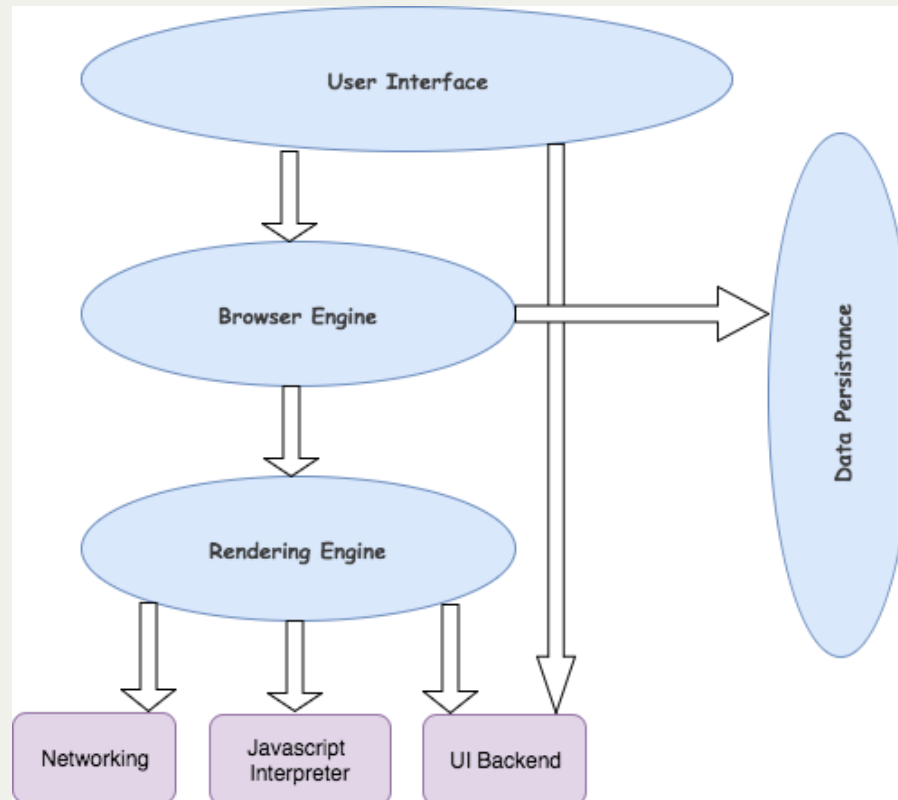 User Interface
Browser Engine
Data Persistance
Rendering Engine
Networking
Javascript
Interpreter
UI Backend